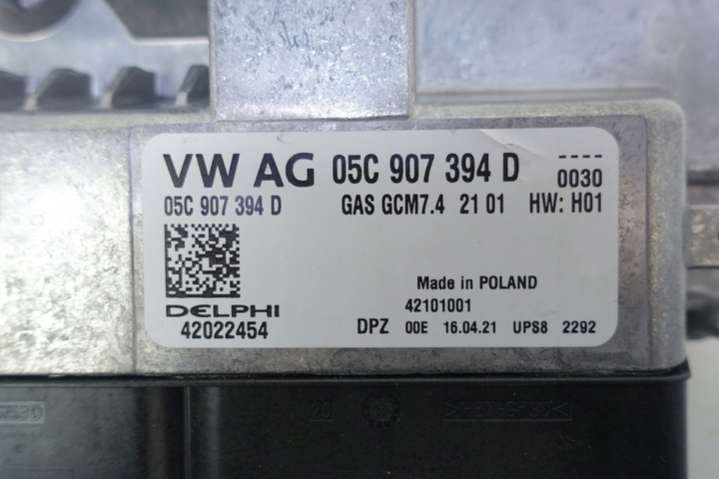 VW AG 05C 907 394 D ----
0030
05C 907 394 D GAS GCM7.4 21 01 HW: H01
Made in POLAND
42101001
DELPHI
42022454 DPZ 00E 16.04.21 UPS8 2292
20